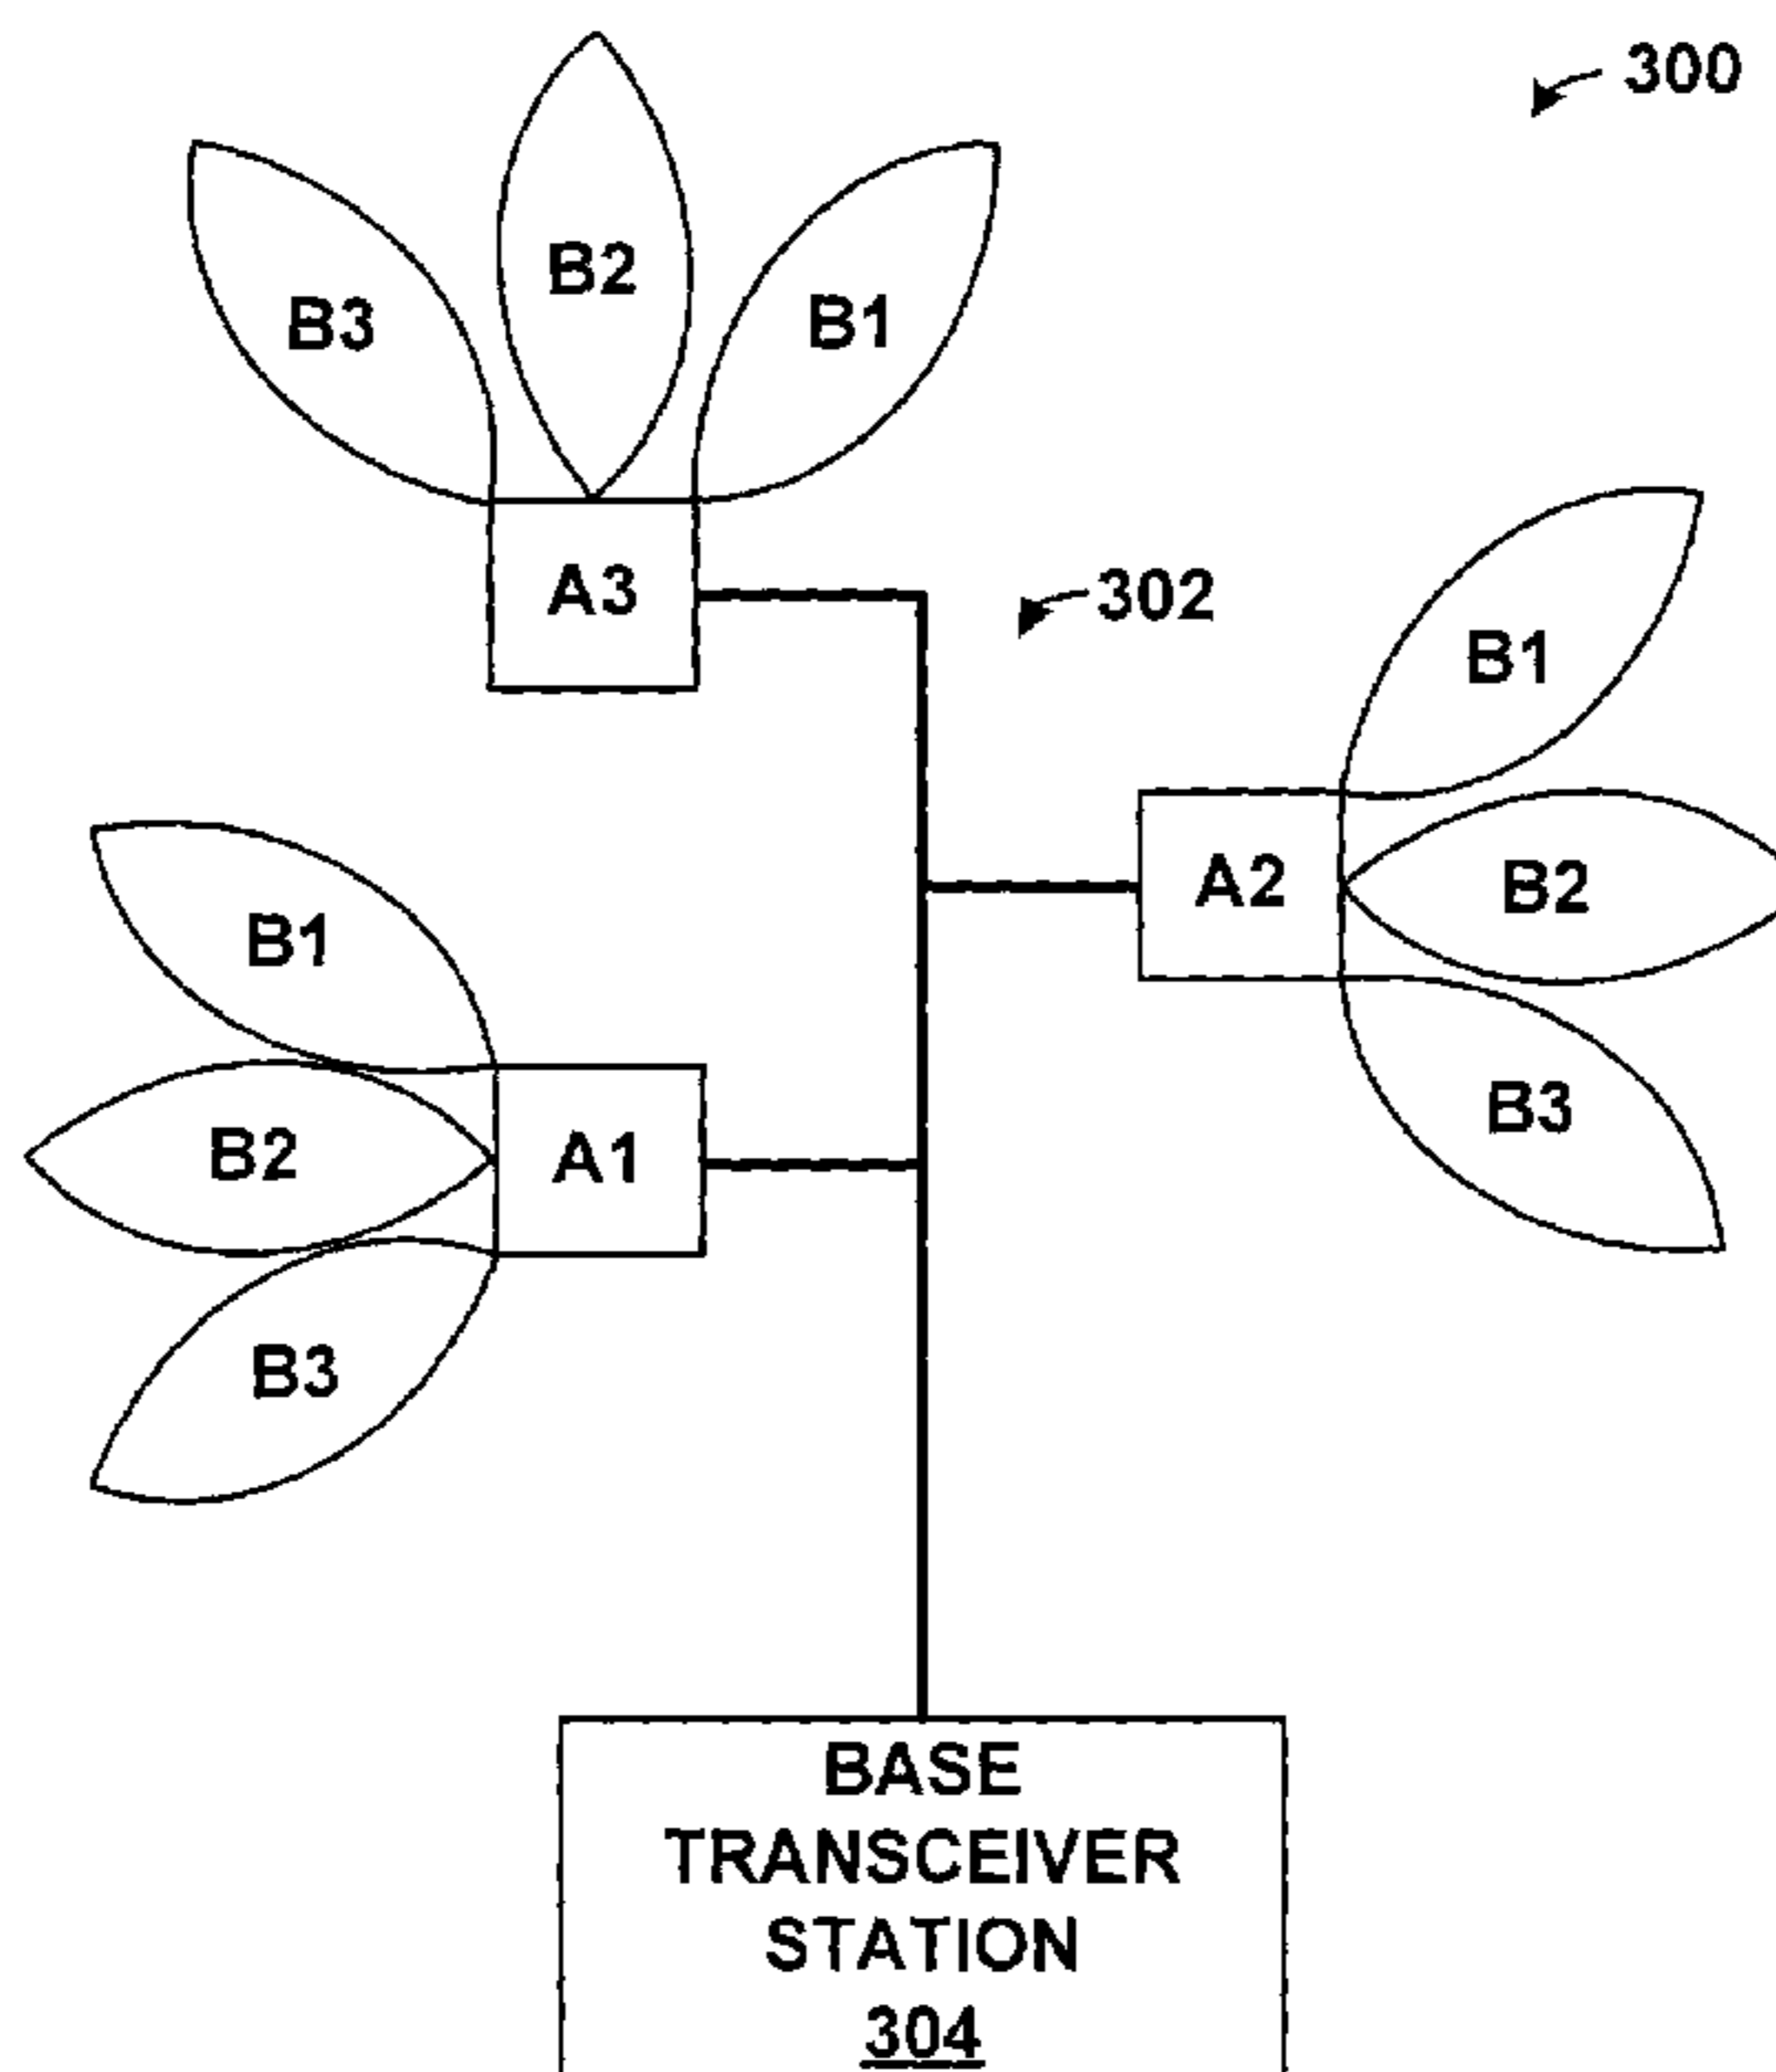 300
B2
B3
B1
A3
302
B1
A2
B2
B1
B3
B2
A1
B3
BASE
TRANSCEIVER
STATION
304